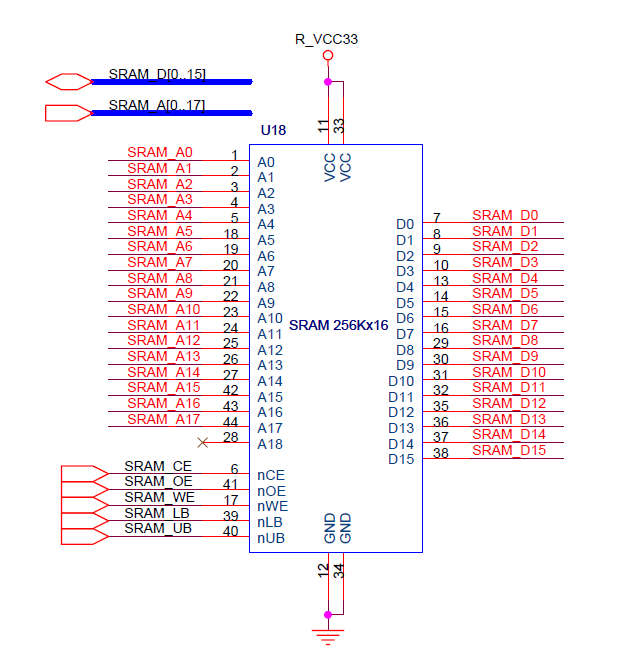 R_VCC33
SRAM_D[0..15]
SRAM_A[0..17]
U18
11 33
VCC VCC
SRAM_A0 1 A0
SRAM_A1 2 A1
SRAM_A2 3 A2
SRAM_A3 4 A3
SRAM_A4 5 A4 D0 7 SRAM_D0
SRAM_A5 18 A5 D1 8 SRAM_D1
SRAM_A6 19 A6 D2 9 SRAM_D2
SRAM_A7 20 A7 D3 10 SRAM_D3
SRAM_A8 21 A8 D4 13 SRAM_D4
SRAM_A9 22 A9 D5 14 SRAM_D5
SRAM_A10 23 A10 D6 15 SRAM_D6
SRAM 256Kx16
SRAM_A11 24 A11 D7 16 SRAM_D7
SRAM_A12 25 A12 D8 29 SRAM_D8
SRAM_A13 26 A13 D9 30 SRAM_D9
SRAM_A14 27 A14 D10 31 SRAM_D10
SRAM_A15 42 A15 D11 32 SRAM_D11
SRAM_A16 43 A16 D12 35 SRAM_D12
SRAM_A17 44 A17 D13 36 SRAM_D13
28 A18 D14 37 SRAM_D14
D15 38 SRAM_D15
SRAM_CE 6 nCE
SRAM_OE 41 nOE
SRAM_WE 17 nWE
SRAM_LB 39 nLB
SRAM_UB 40 nUB
GND GND
12 34